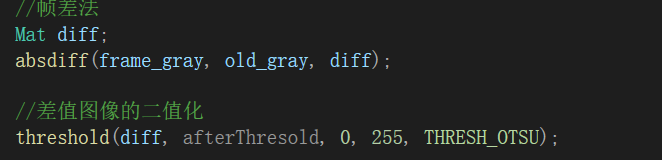 //帧差法
Mat diff;
absdiff(frame_gray, old_gray, diff);
//差值图像的二值化
threshold(diff, afterThresold, 0, 255, THRESH_OTSU);